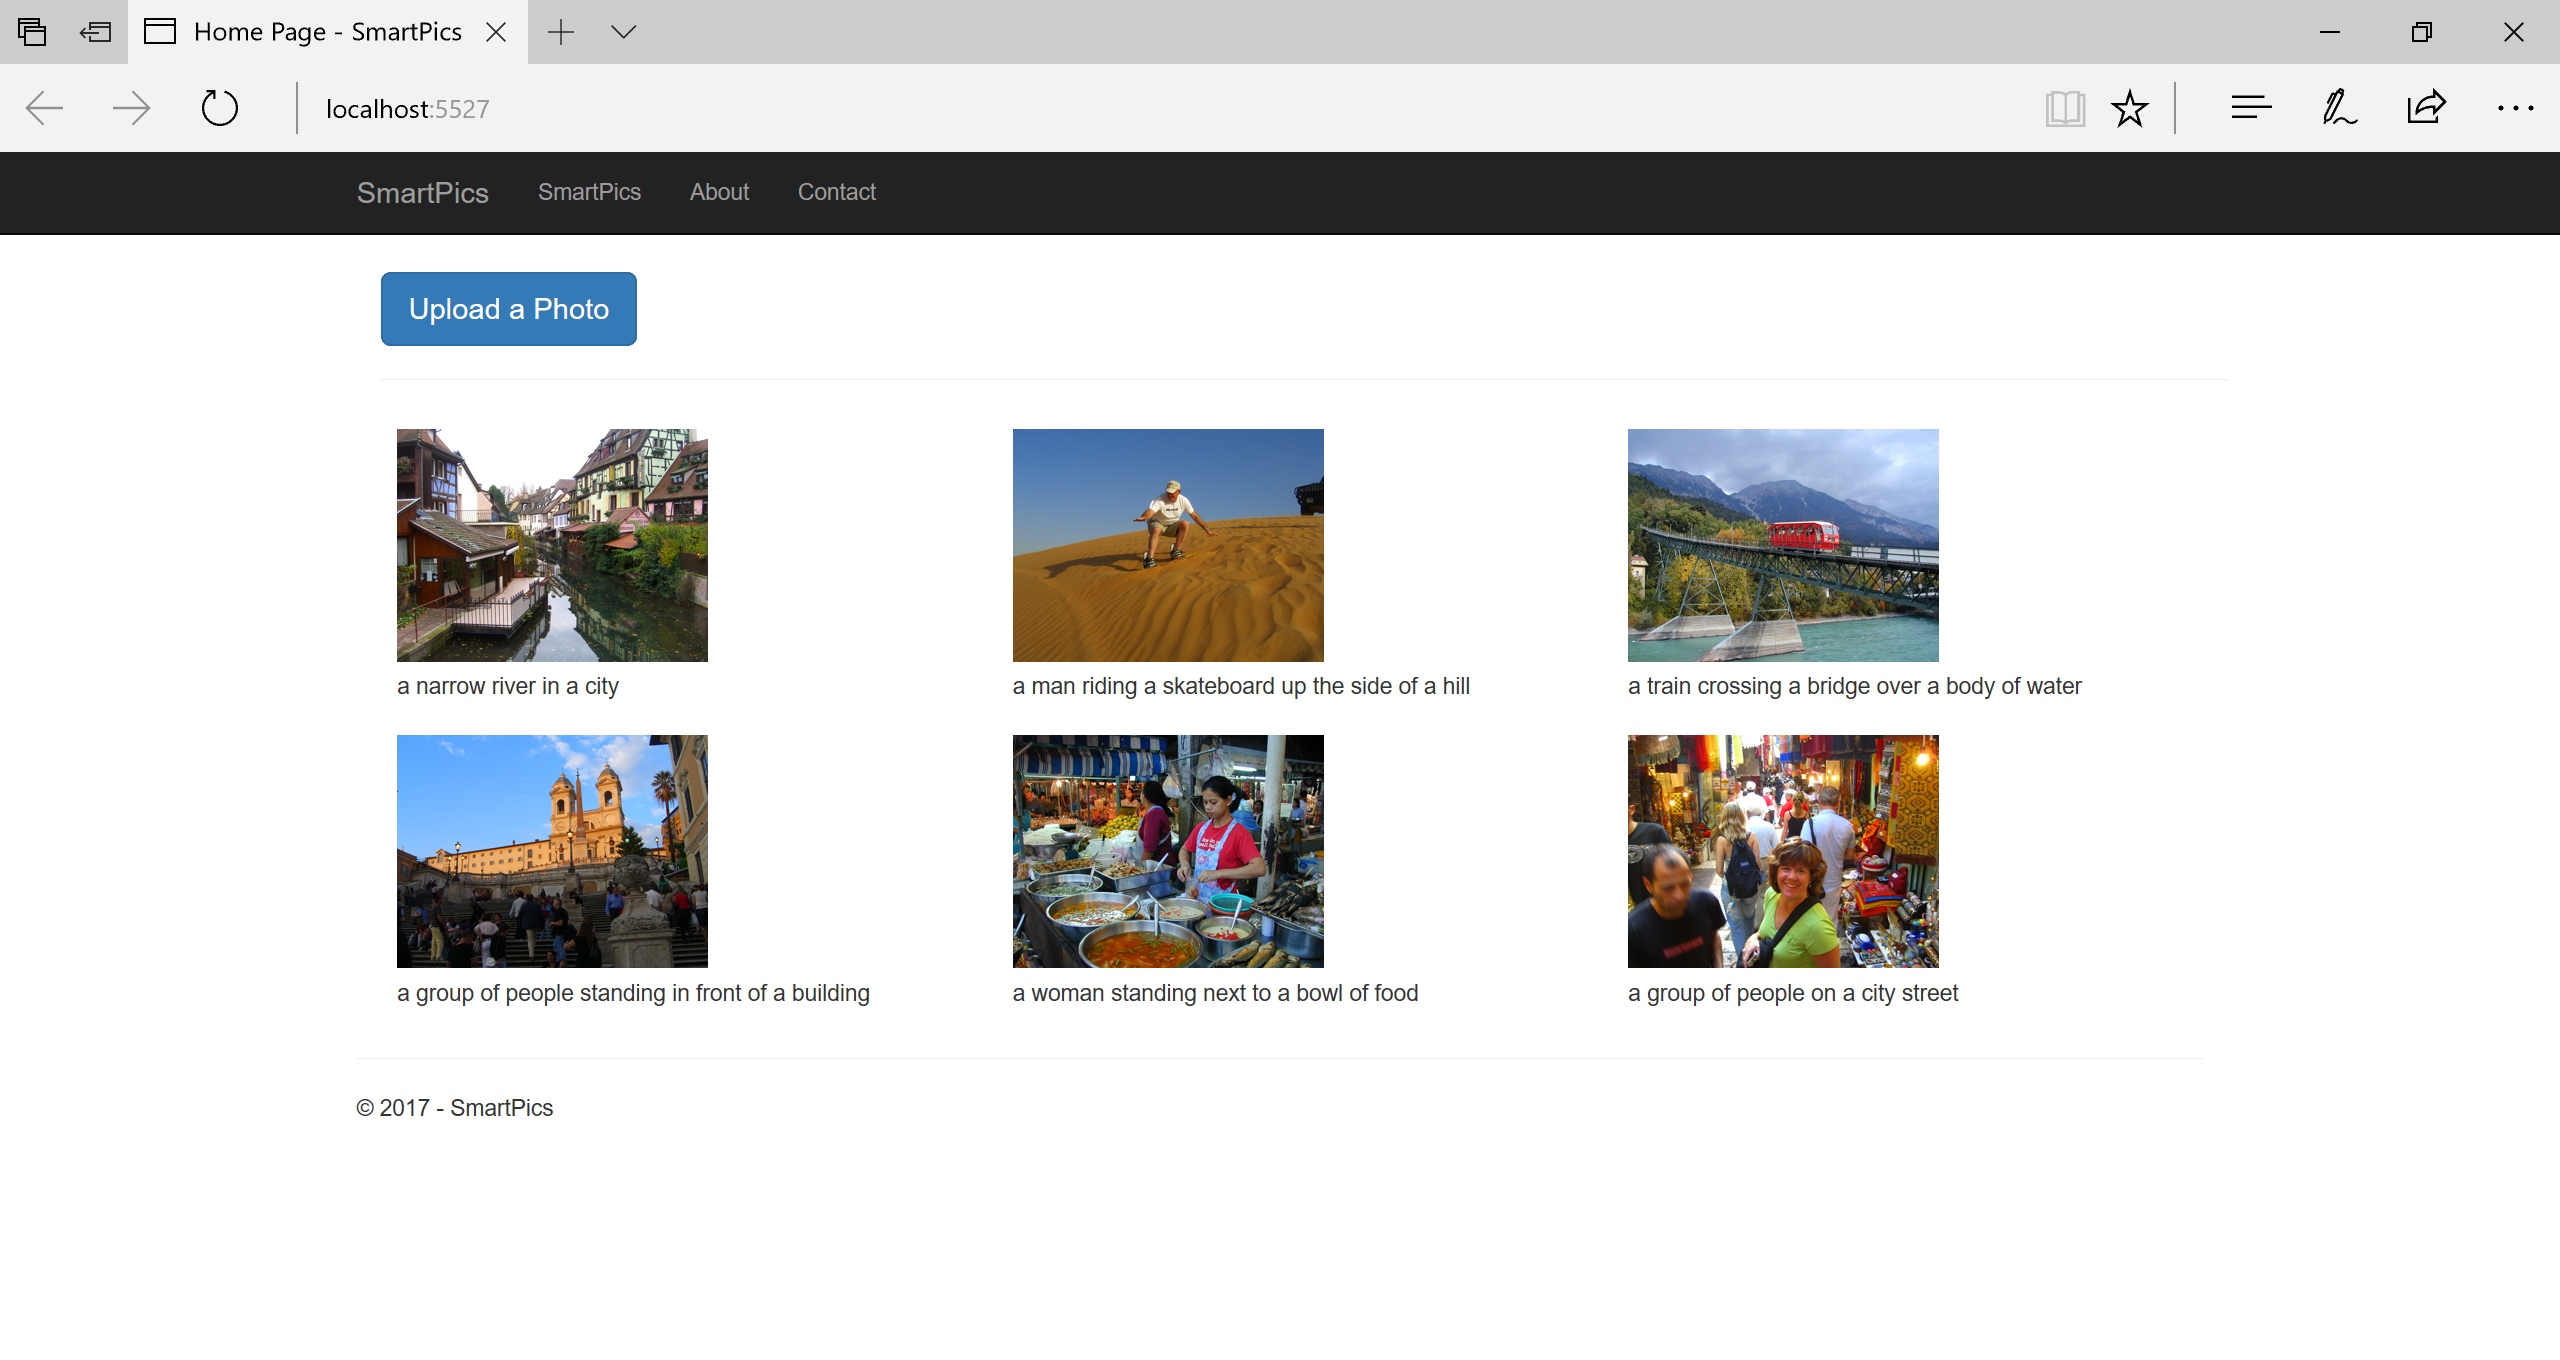 Home Page - SmartPics
localhost:5527
SmartPics SmartPics About Contact
Upload a Photo
a narrow river in a city
a man riding a skateboard up the side of a hill
a train crossing a bridge over a body of water
a group of people standing in front of a building
a woman standing next to a bowl of food
a group of people on a city street
© 2017 - SmartPics